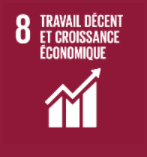 8 TRAVAIL DÉCENT
ET CROISSANCE
ÉCONOMIQUE